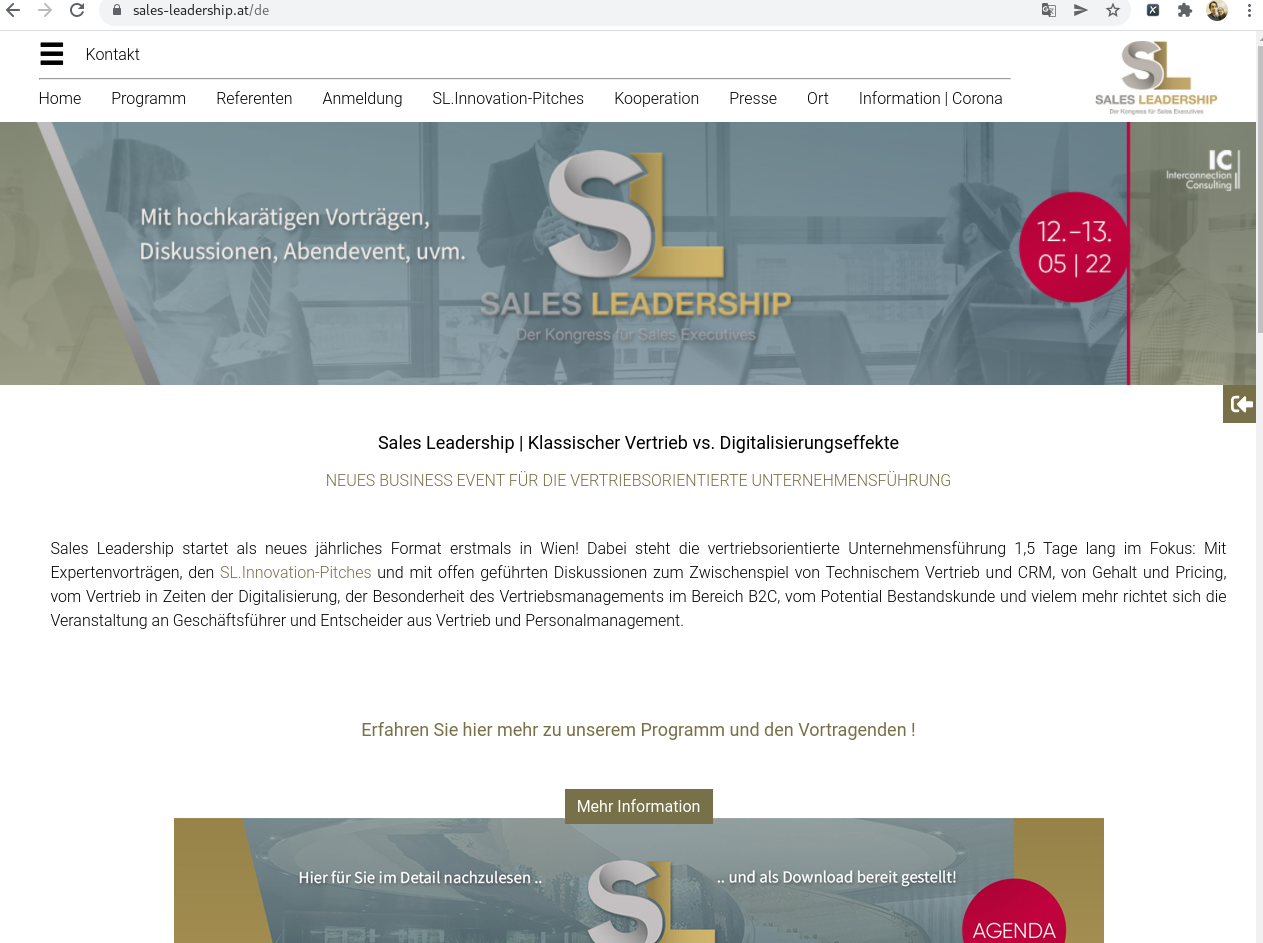 sales-leadership.at/de
Kontakt
SL
SALES LEADERSHIP
Der Kongress für Sales Executives
Home Programm Referenten Anmeldung SL.Innovation-Pitches Kooperation Presse Ort Information | Corona
Mit hochkarätigen Vorträgen,
Diskussionen, Abendevent, uvm.
SL
SALES LEADERSHIP
Der Kongress für Sales Executives
12.-13.
05 | 22
IC
Interconnection
Consulting
Sales Leadership | Klassischer Vertrieb vs. Digitalisierungseffekte
NEUES BUSINESS EVENT FÜR DIE VERTRIEBSORIENTIERTE UNTERNEHMENSFÜHRUNG
Sales Leadership startet als neues jährliches Format erstmals in Wien! Dabei steht die vertriebsorientierte Unternehmensführung 1,5 Tage lang im Fokus: Mit
Expertenvorträgen, den SL.Innovation-Pitches und mit offen geführten Diskussionen zum Zwischenspiel von Technischem Vertrieb und CRM, von Gehalt und Pricing,
vom Vertrieb in Zeiten der Digitalisierung, der Besonderheit des Vertriebsmanagements im Bereich B2C, vom Potential Bestandskunde und vielem mehr richtet sich die
Veranstaltung an Geschäftsführer und Entscheider aus Vertrieb und Personalmanagement.
Erfahren Sie hier mehr zu unserem Programm und den Vortragenden !
Mehr Information
Hier für Sie im Detail nachzulesen ..
SL
.. und als Download bereit gestellt!
AGENDA